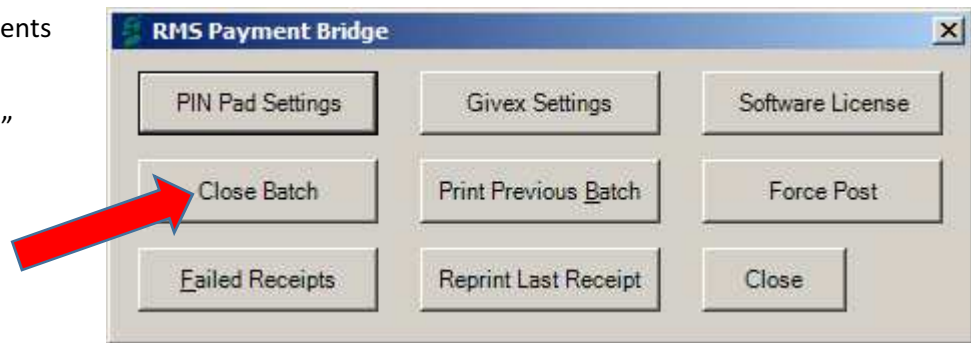 ents
”
RMS Payment Bridge
PIN Pad Settings
Givex Settings
Software License
Close Batch
Print Previous Batch
Force Post
Failed Receipts
Reprint Last Receipt
Close